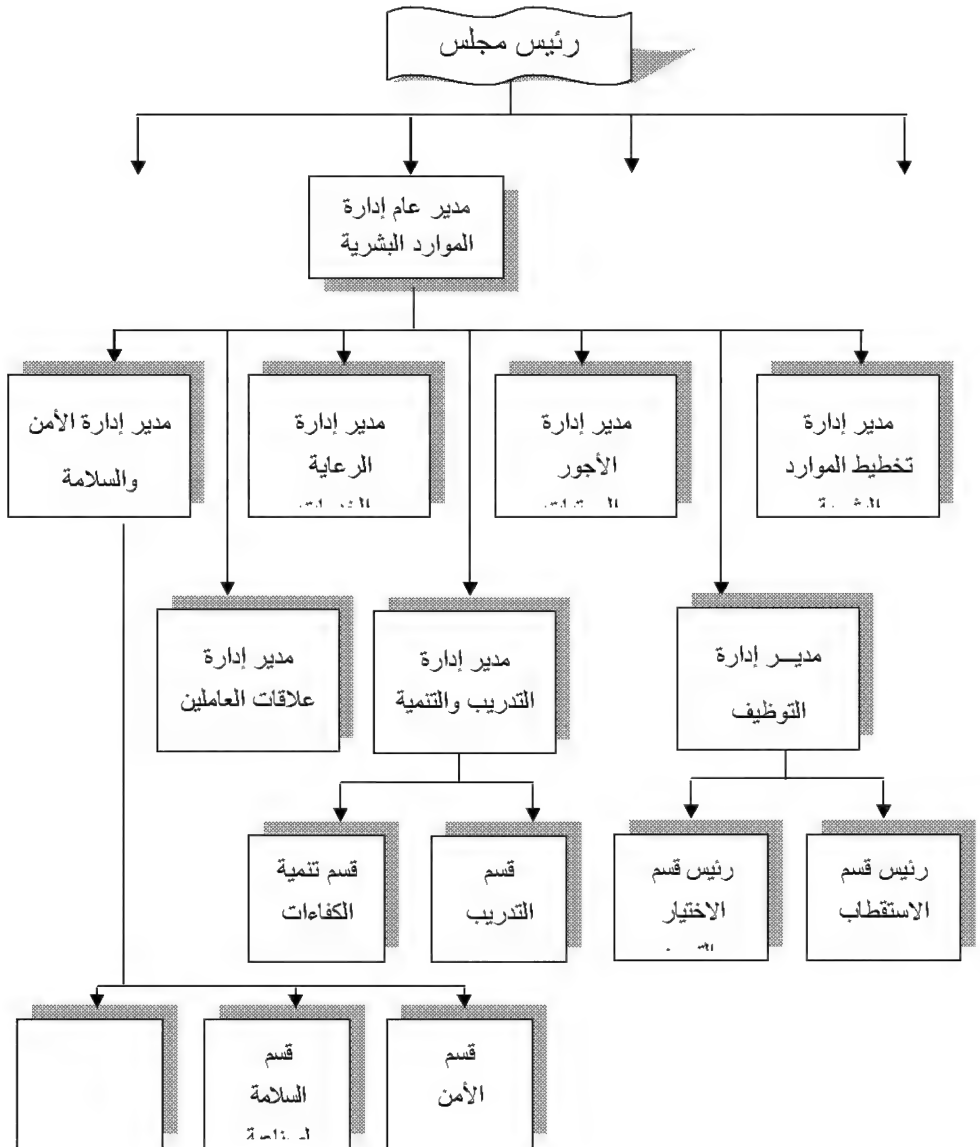 رئيس مجلس
مدير عام إدارة
الموارد البشرية
مدير إدارة
تخطيط الموارد
البشرية
مدير إدارة
الأجور
مدير إدارة
الرعاية
مدير إدارة الأمن
والسلامة
مديـــر إدارة
التوظيف
مدير إدارة
التدريب والتنمية
مدير إدارة
علاقات العاملين
رئيس قسم
الاستقطاب
رئيس قسم
الاختيار
قسم
التدريب
قسم تنمية
الكفاءات
قسم
الأمن
قسم
السلامة